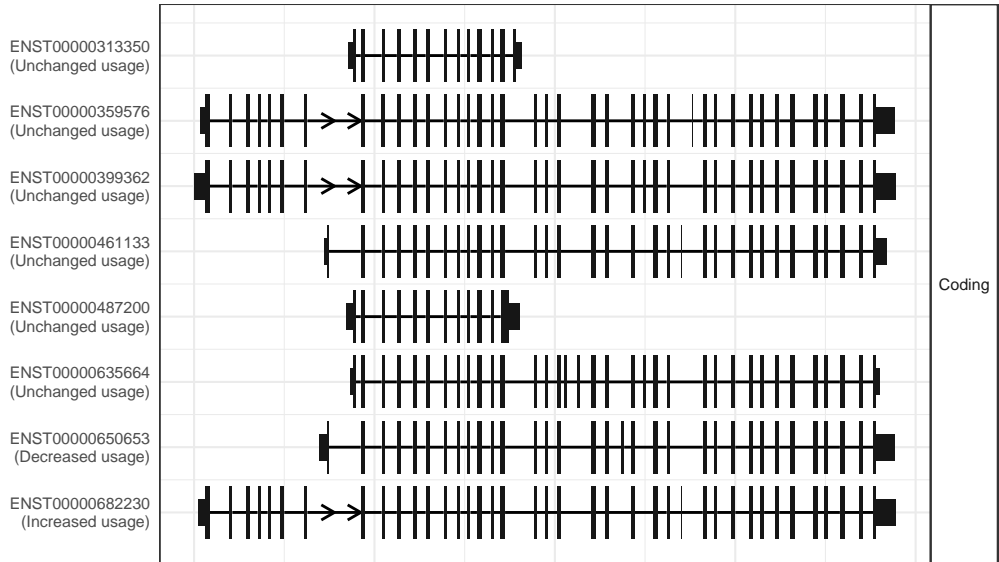 ENST00000313350
(Unchanged usage)
ENST00000359576
(Unchanged usage)
ENST00000399362
(Unchanged usage)
ENST00000461133
(Unchanged usage)
ENST00000487200
(Unchanged usage)
ENST00000635664
(Unchanged usage)
ENST00000650653
(Decreased usage)
ENST00000682230
(Increased usage)
Coding